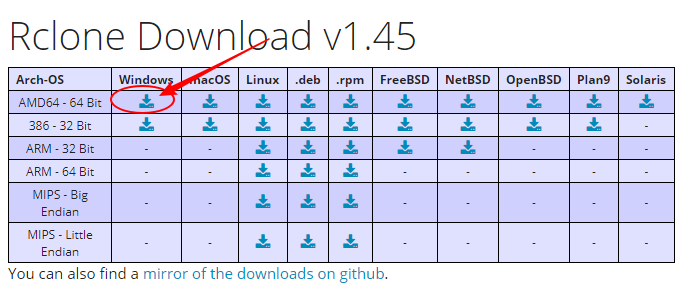 Rclone Download v1.45
Arch-OS Windows macOS Linux .deb .rpm FreeBSD NetBSD OpenBSD Plan9 Solaris
AMD64 - 64 Bit
386 - 32 Bit -
ARM - 32 Bit - - - - -
ARM - 64 Bit - - - - - - -
MIPS - Big
Endian - - - - - - -
MIPS - Little
Endian - - - - - - -
You can also find a mirror of the downloads on github.